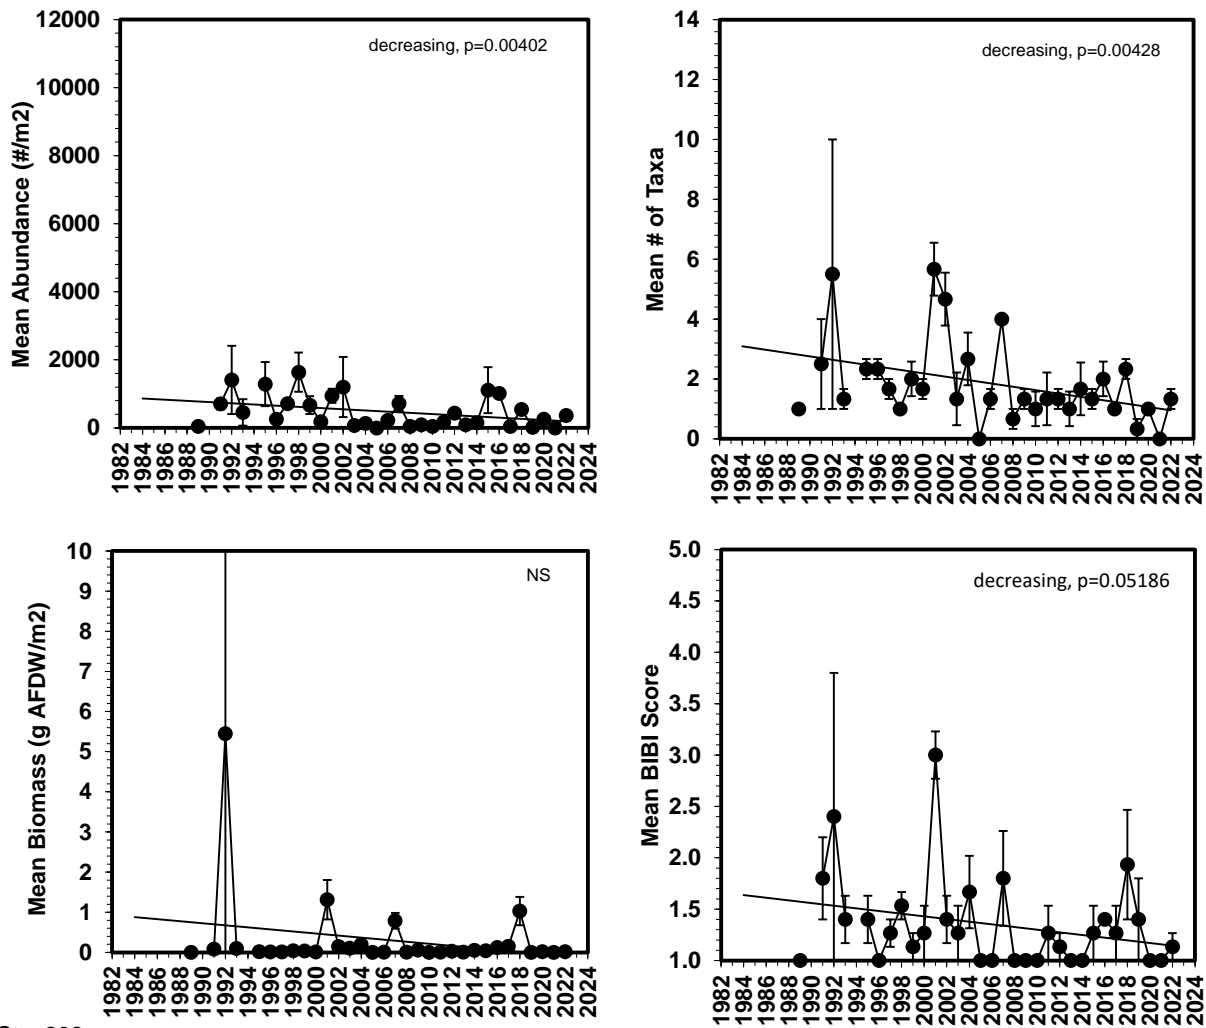 12000
10000
8000
6000
4000
2000
0
Mean Abundance (#/m2)
decreasing, p=0.00402
1982 1984 1986 1988 1990 1992 1994 1996 1998 2000 2002 2004 2006 2008 2010 2012 2014 2016 2018 2020 2022 2024
14
12
10
8
6
4
2
0
Mean # of Taxa
decreasing, p=0.00428
1982 1984 1986 1988 1990 1992 1994 1996 1998 2000 2002 2004 2006 2008 2010 2012 2014 2016 2018 2020 2022 2024
10
9
8
7
6
5
4
3
2
1
0
Mean Biomass (g AFDW/m2)
NS
1982 1984 1986 1988 1990 1992 1994 1996 1998 2000 2002 2004 2006 2008 2010 2012 2014 2016 2018 2020 2022 2024
5.0
4.5
4.0
3.5
3.0
2.5
2.0
1.5
1.0
Mean BIBI Score
decreasing, p=0.05186
1982 1984 1986 1988 1990 1992 1994 1996 1998 2000 2002 2004 2006 2008 2010 2012 2014 2016 2018 2020 2022 2024